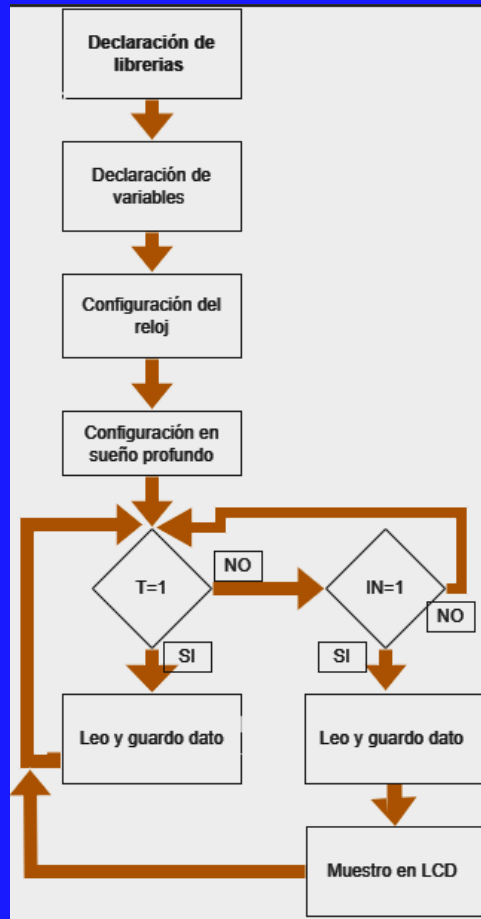 Declaración de
librerias
Declaración de
variables
Configuración del
reloj
Configuración en
sueño profundo
T=1
NO
IN=1
NO
SI
SI
Leo y guardo dato
Leo y guardo dato
Muestro en LCD